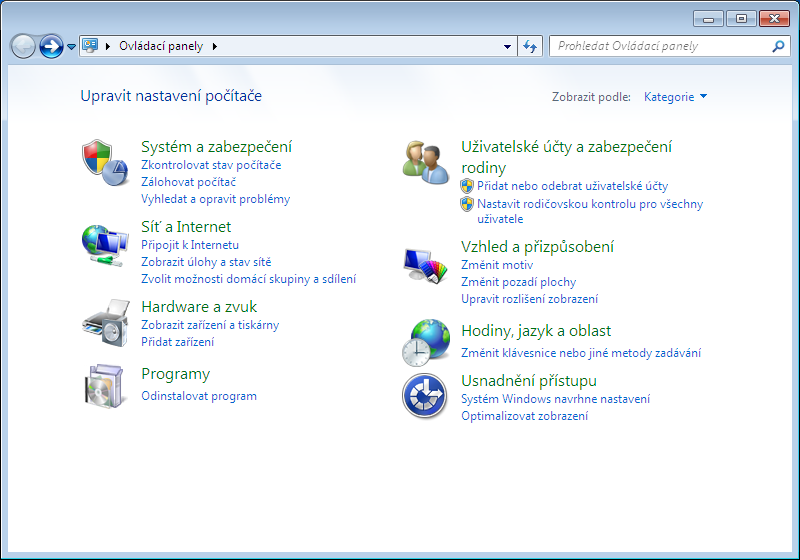 Ovládací panely
Prohledat Ovládací panely
Upravit nastavení počítače
Zobrazit podle: Kategorie
Systém a zabezpečení
Zkontrolovat stav počítače
Zálohovat počítač
Vyhledat a opravit problémy
Síť a Internet
Připojit k Internetu
Zobrazit úlohy a stav sítě
Zvolit možnosti domácí skupiny a sdílení
Hardware a zvuk
Zobrazit zařízení a tiskárny
Přidat zařízení
Programy
Odinstalovat program
Uživatelské účty a zabezpečení
rodiny
Přidat nebo odebrat uživatelské účty
Nastavit rodičovskou kontrolu pro všechny
uživatele
Vzhled a přizpůsobení
Změnit motiv
Změnit pozadí plochy
Upravit rozlišení zobrazení
Hodiny, jazyk a oblast
Změnit klávesnice nebo jiné metody zadávání
Usnadnění přístupu
Systém Windows navrhne nastavení
Optimalizovat zobrazení